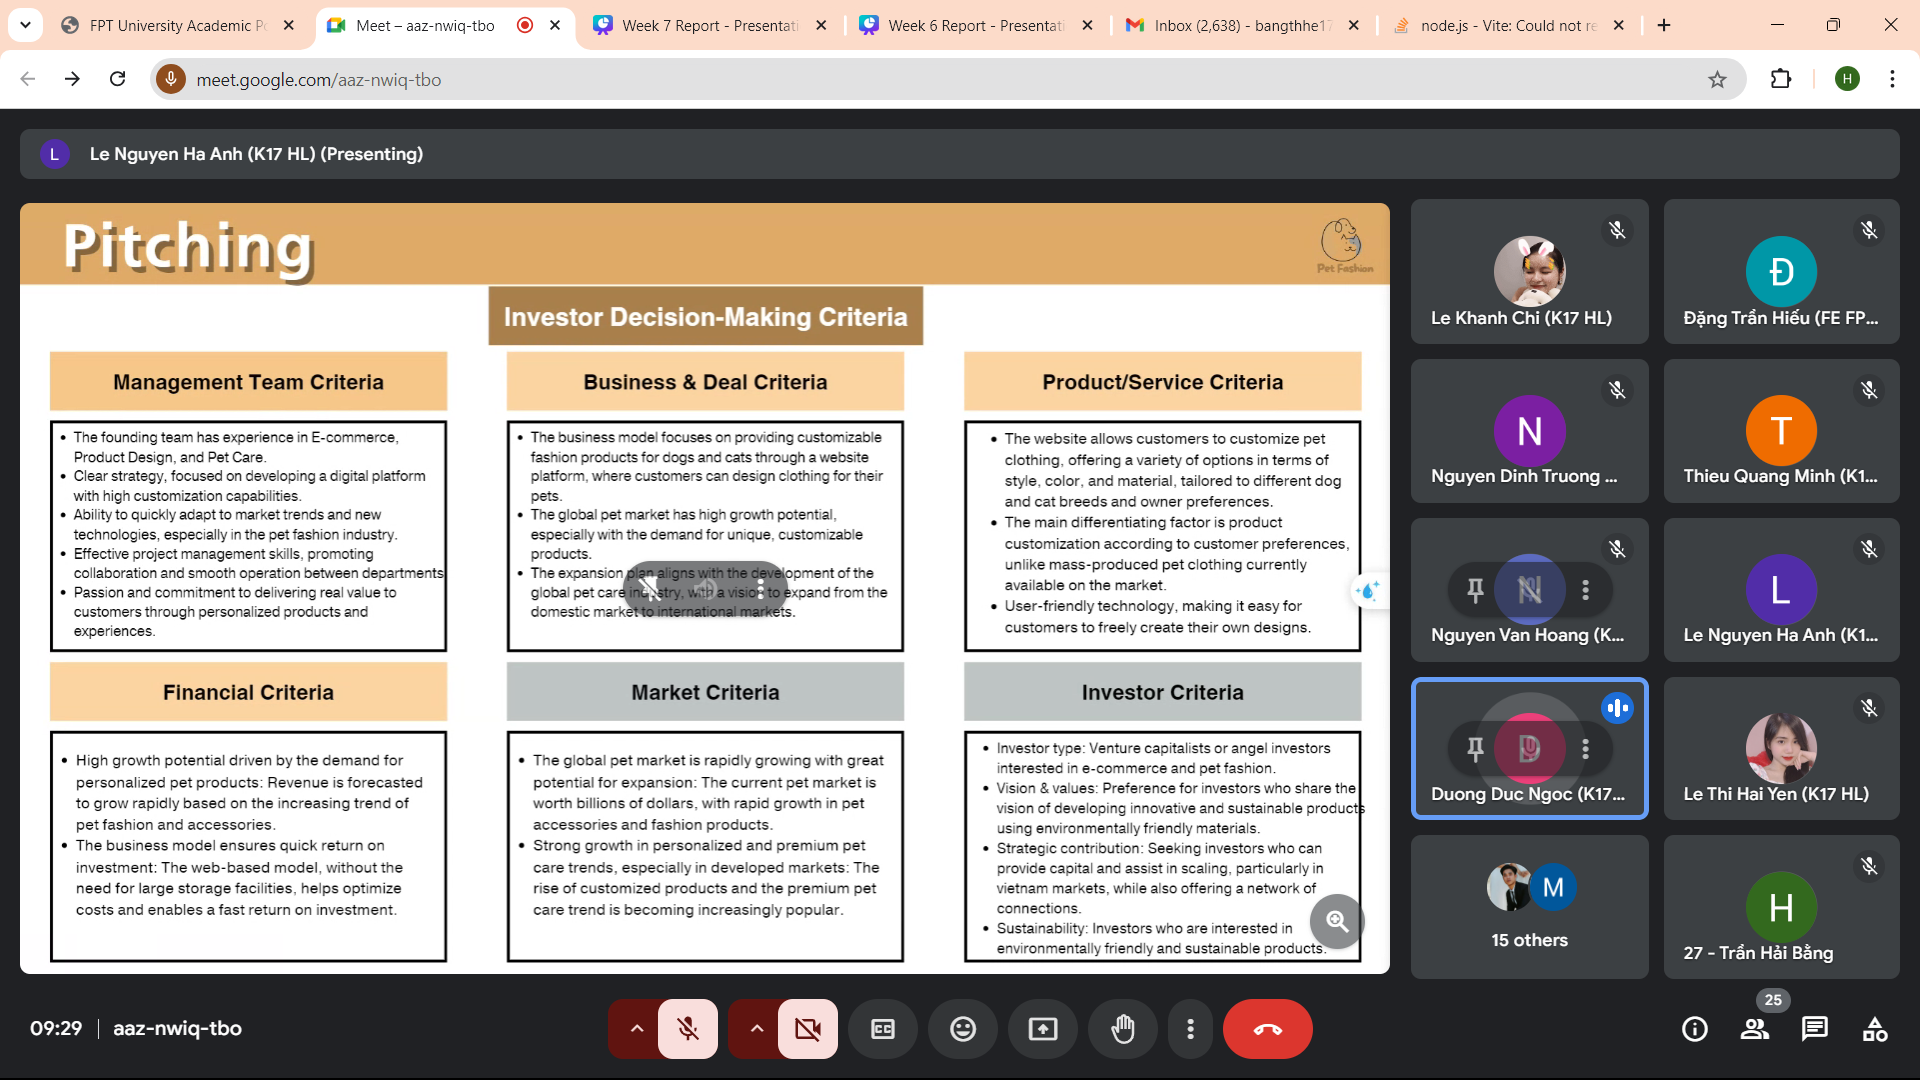 FPT University Academic Po
Meet – aaz-nwiq-tbo
Week 7 Report - Presentati
Week 6 Report - Presentati
Inbox (2,638) - bangthhe17
node.js - Vite: Could not re
meet.google.com/aaz-nwiq-tbo
H
L
Le Nguyen Ha Anh (K17 HL) (Presenting)
Pitching
Pet Fashion
Investor Decision-Making Criteria
Management Team Criteria
The founding team has experience in E-commerce,
Product Design, and Pet Care.
Clear strategy, focused on developing a digital platform
with high customization capabilities.
Ability to quickly adapt to market trends and new
technologies, especially in the pet fashion industry.
Effective project management skills, promoting
collaboration and smooth operation between departments
Passion and commitment to delivering real value to
customers through personalized products and
experiences.
Business & Deal Criteria
The business model focuses on providing customizable
fashion products for dogs and cats through a website
platform, where customers can design clothing for their
pets.
The global pet market has high growth potential,
especially with the demand for unique, customizable
products.
The expansion plan aligns with the development of the
global pet care industry, with a vision to expand from the
domestic market to international markets.
Product/Service Criteria
The website allows customers to customize pet
clothing, offering a variety of options in terms of
style, color, and material, tailored to different dog
and cat breeds and owner preferences.
The main differentiating factor is product
customization according to customer preferences,
unlike mass-produced pet clothing currently
available on the market.
User-friendly technology, making it easy for
customers to freely create their own designs.
Financial Criteria
High growth potential driven by the demand for
personalized pet products: Revenue is forecasted
to grow rapidly based on the increasing trend of
pet fashion and accessories.
The business model ensures quick return on
investment: The web-based model, without the
need for large storage facilities, helps optimize
costs and enables a fast return on investment.
Market Criteria
The global pet market is rapidly growing with great
potential for expansion: The current pet market is
worth billions of dollars, with rapid growth in pet
accessories and fashion products.
Strong growth in personalized and premium pet
care trends, especially in developed markets: The
rise of customized products and the premium pet
care trend is becoming increasingly popular.
Investor Criteria
Investor type: Venture capitalists or angel investors
interested in e-commerce and pet fashion.
Vision & values: Preference for investors who share the
vision of developing innovative and sustainable products
using environmentally friendly materials.
Strategic contribution: Seeking investors who can
provide capital and assist in scaling, particularly in
vietnam markets, while also offering a network of
connections.
Sustainability: Investors who are interested in
environmentally friendly and sustainable products.
Le Khanh Chi (K17 HL)
Đ
Đặng Trần Hiếu (FE FP...
N
Nguyen Dinh Truong ...
T
Thieu Quang Minh (K1...
N
Nguyen Van Hoang (K...
L
Le Nguyen Ha Anh (K1...
D
Duong Duc Ngoc (K17...
Le Thi Hai Yen (K17 HL)
M
15 others
H
27 - Trần Hải Bằng
09:29
aaz-nwiq-tbo
25